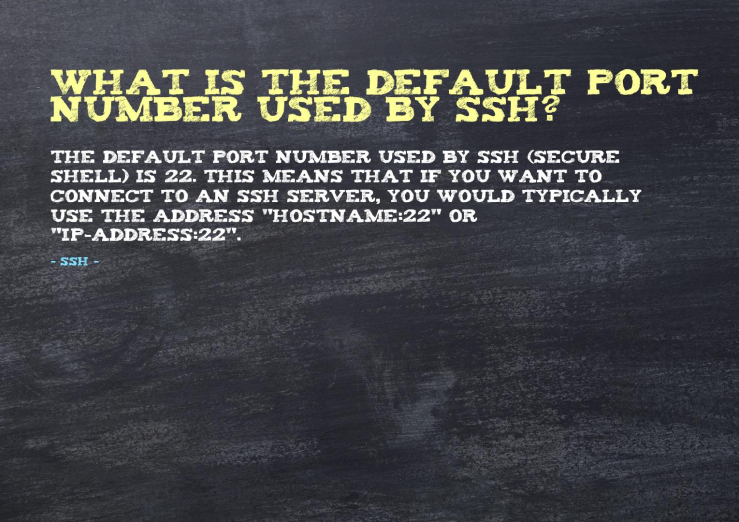 WHAT IS THE DEFAULT PORT
NUMBER USED BY SSH?
THE DEFAULT PORT NUMBER USED BY SSH (SECURE
SHELL) IS 22. THIS MEANS THAT IF YOU WANT TO
CONNECT TO AN SSH SERVER, YOU WOULD TYPICALLY
USE THE ADDRESS "HOSTNAME:22" OR
"IP-ADDRESS:22".
- SSH -